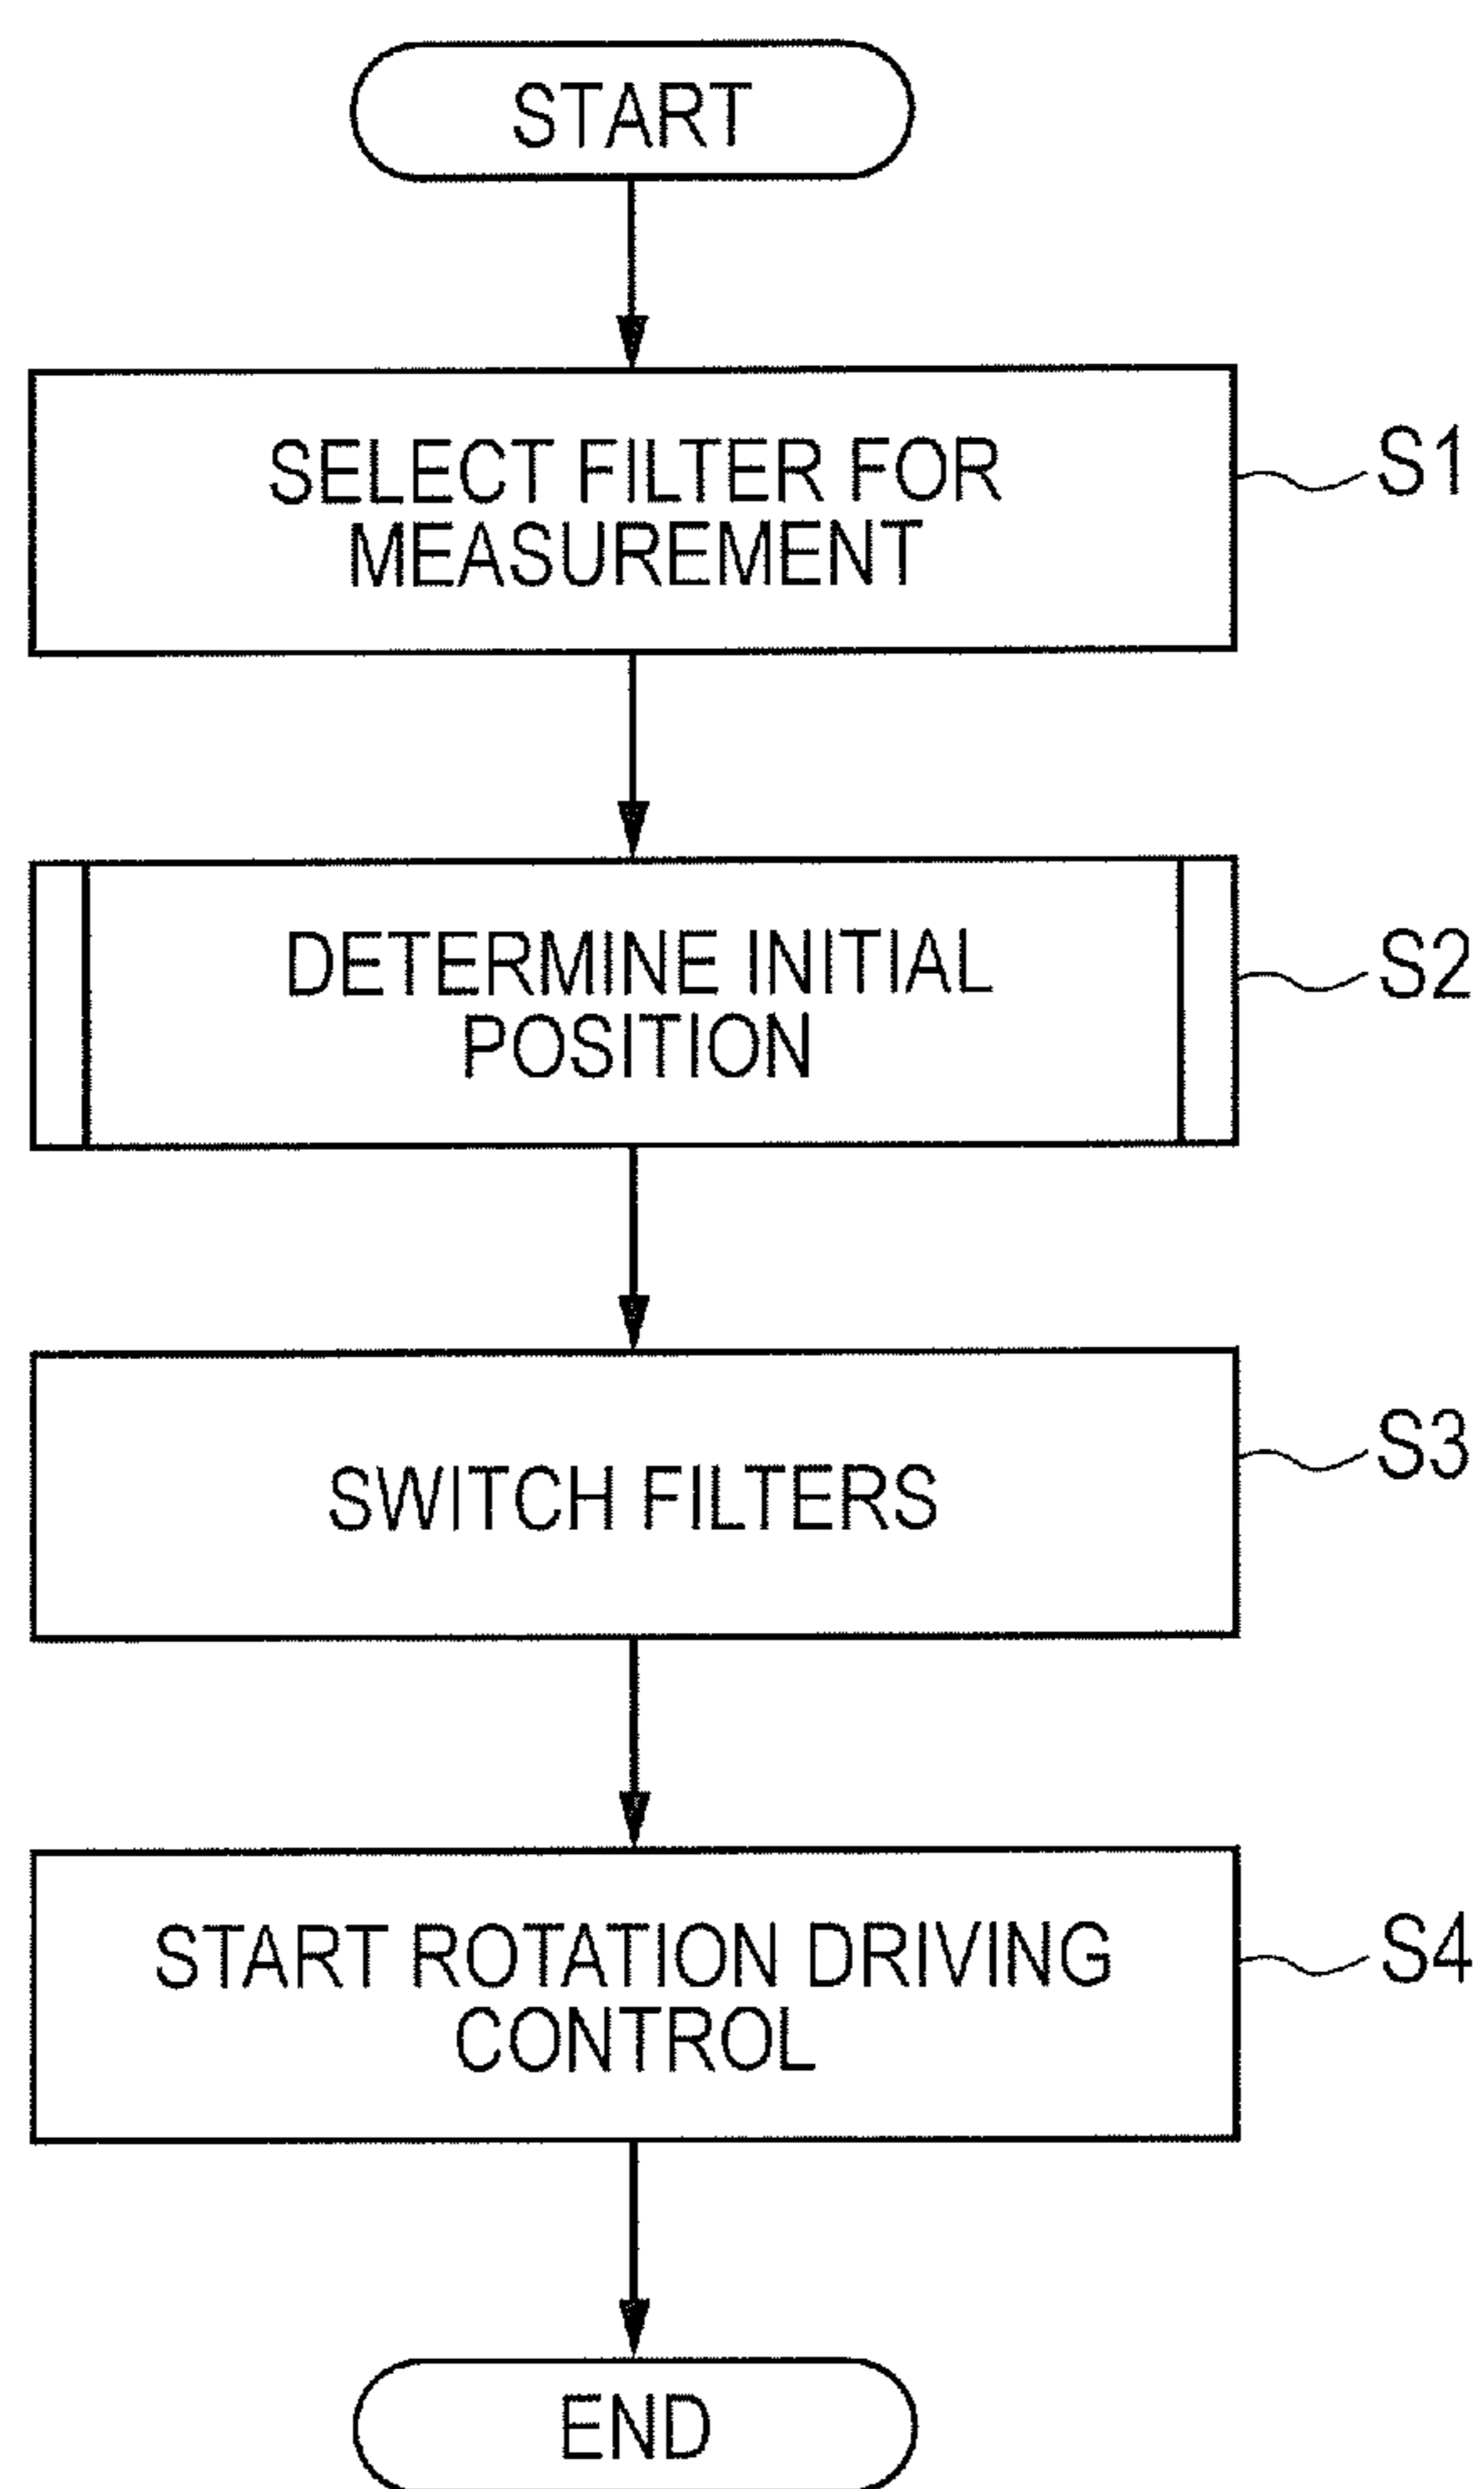 START
SELECT FILTER FOR
MEASUREMENT
S1
DETERMINE INITIAL
POSITION
S2
SWITCH FILTERS
S3
START ROTATION DRIVING
CONTROL
S4
END